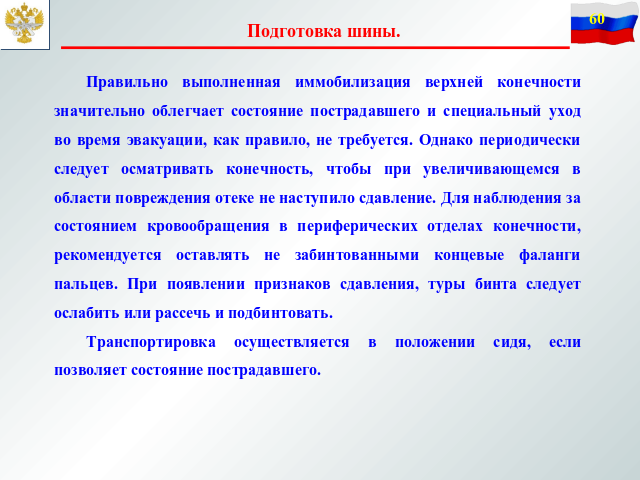 Подготовка шины.
60
Правильно выполненная иммобилизация верхней конечности
значительно облегчает состояние пострадавшего и специальный уход
во время эвакуации, как правило, не требуется. Однако периодически
следует осматривать конечность, чтобы при увеличивающемся в
области повреждения отеке не наступило сдавление. Для наблюдения за
состоянием кровообращения в периферических отделах конечности,
рекомендуется оставлять не забинтованными концевые фаланги
пальцев. При появлении признаков сдавления, туры бинта следует
ослабить или рассечь и подбинтовать.
Транспортировка осуществляется в положении сидя, если
позволяет состояние пострадавшего.